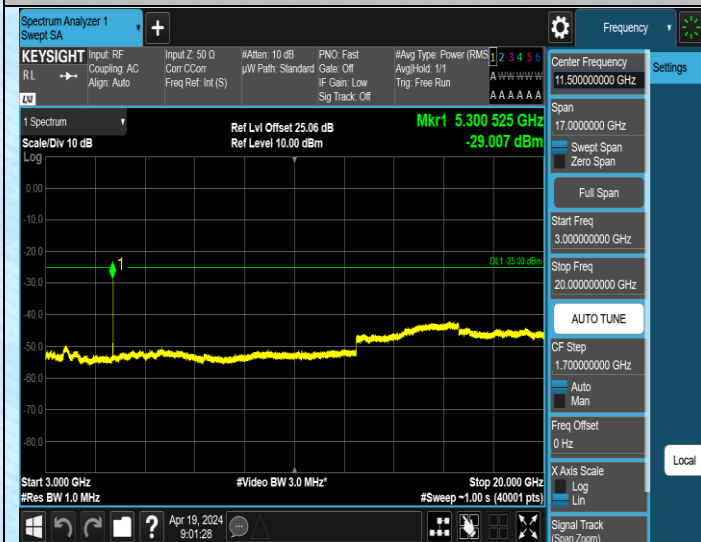 Spectrum Analyzer 1
Swept SA
Frequency
KEYSIGHT
RL
LXI
Input: RF
Coupling: AC
Align: Auto
Input Z: 50 Ω
Corr CCorr
Freq Ref: Int (S)
#Atten: 10 dB
µW Path: Standard
PNO: Fast
Gate: Off
IF Gain: Low
Sig Track: Off
#Avg Type: Power (RMS
Avg|Hold: 1/1
Trig: Free Run
1 2 3 4 5 6
A W W W W W
A A A A A A
1 Spectrum
Scale/Div 10 dB
Log
Ref Lvl Offset 25.06 dB
Ref Level 10.00 dBm
Mkr1 5.300 525 GHz
-29.007 dBm
0.00
-10.0
-20.0
-30.0
-40.0
-50.0
-60.0
-70.0
-80.0
1
DL1 -25.00 dBm
Start 3.000 GHz
#Res BW 1.0 MHz
#Video BW 3.0 MHz*
Stop 20.000 GHz
#Sweep ~1.00 s (40001 pts)
Apr 19, 2024
9:01:28
Center Frequency
11.500000000 GHz
Span
17.0000000 GHz
Swept Span
Zero Span
Full Span
Start Freq
3.000000000 GHz
Stop Freq
20.000000000 GHz
AUTO TUNE
CF Step
1.700000000 GHz
Auto
Man
Freq Offset
0 Hz
X Axis Scale
Log
Lin
Signal Track
(Span Zoom)
Settings
Local